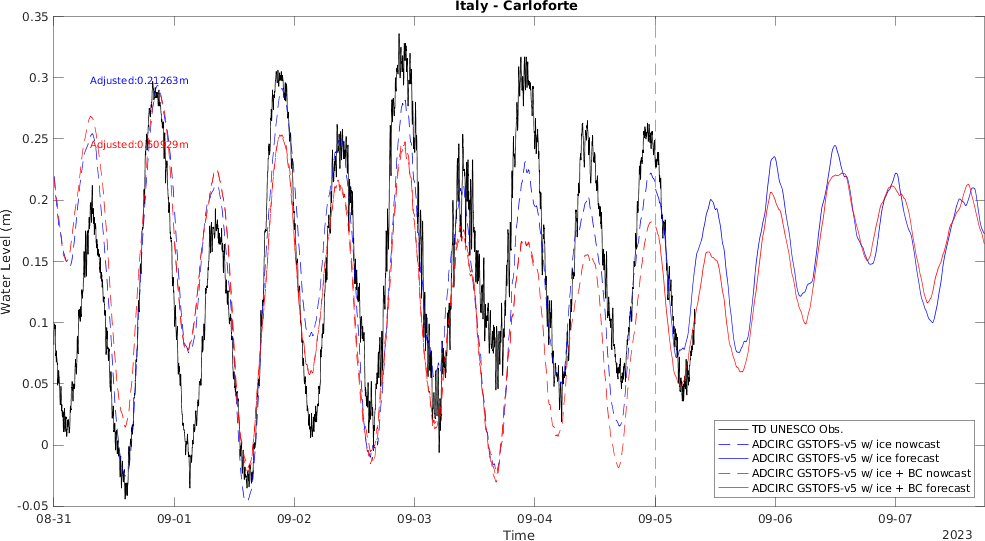 Italy - Carloforte
0.35
0.3
0.25
0.2
0.15
0.1
0.05
0
-0.05
Water Level (m)
Adjusted:0.21263m
Adjusted:0.60929m
TD UNESCO Obs.
ADCIRC GSTOFS-v5 w/ ice nowcast
ADCIRC GSTOFS-v5 w/ ice forecast
ADCIRC GSTOFS-v5 w/ ice + BC nowcast
ADCIRC GSTOFS-v5 w/ ice + BC forecast
08-31 09-01 09-02 09-03 09-04 09-05 09-06 09-07
Time
2023